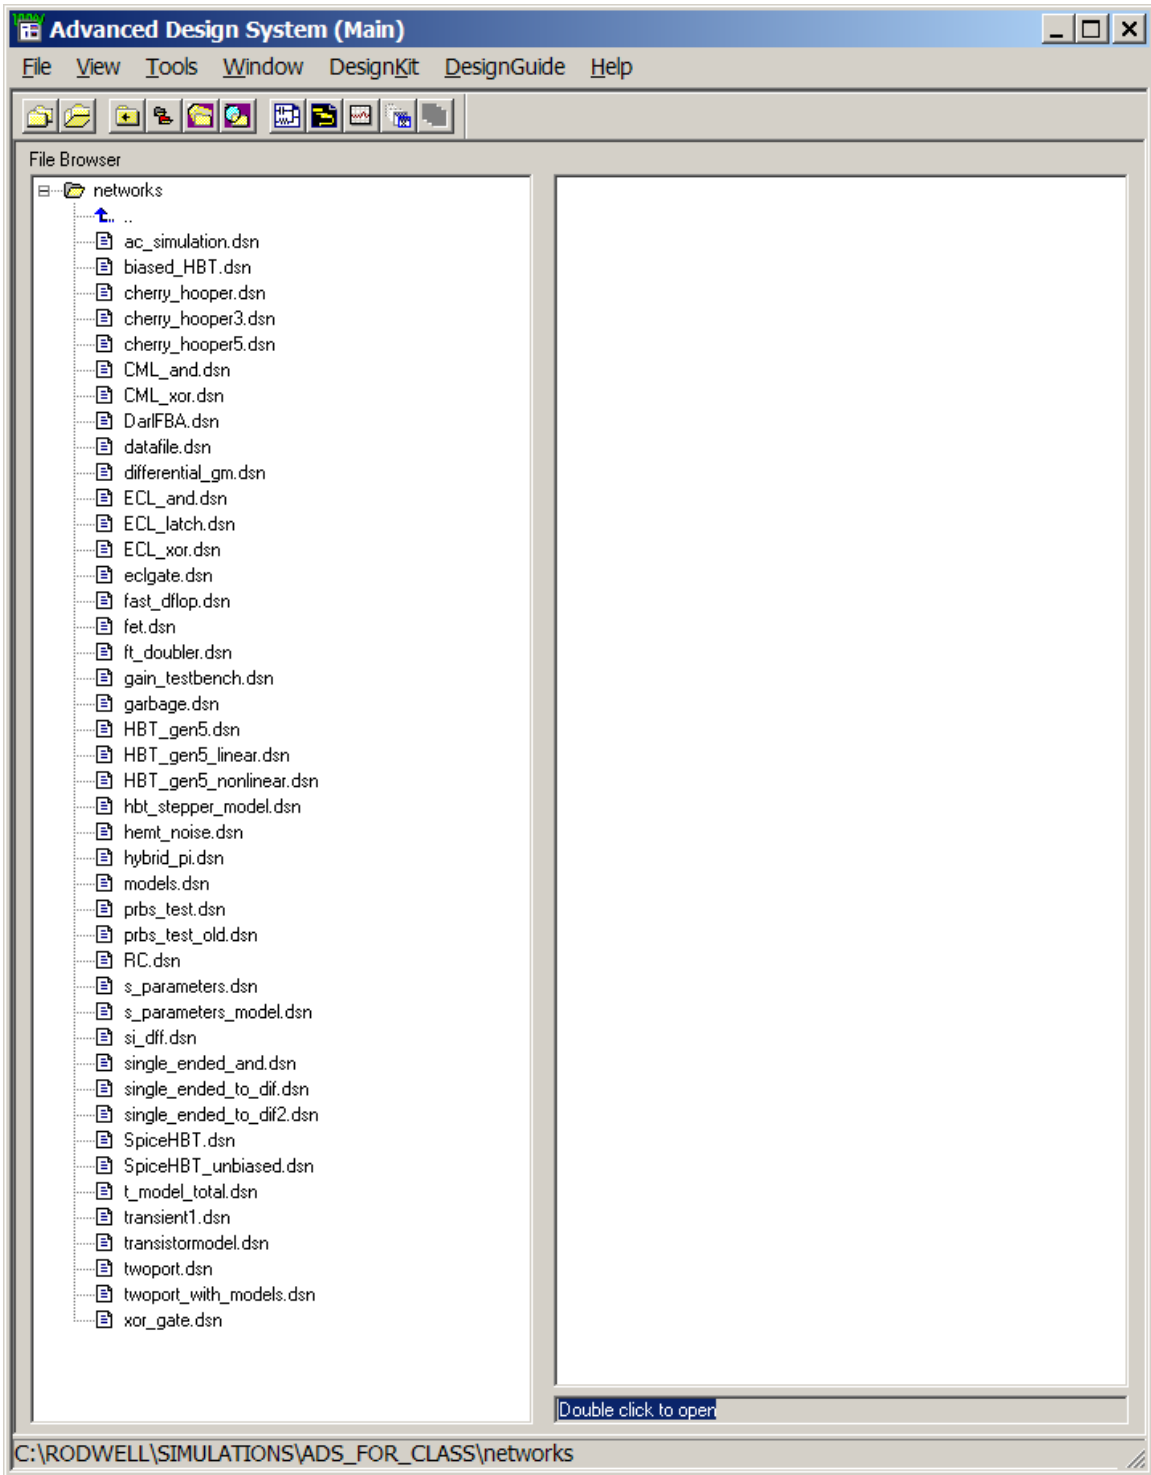 Advanced Design System (Main)
File View Tools Window DesignKit DesignGuide Help
File Browser
networks
..
ac_simulation.dsn
biased_HBT.dsn
cherry_hooper.dsn
cherry_hooper3.dsn
cherry_hooper5.dsn
CML_and.dsn
CML_xor.dsn
DarlFBA.dsn
datafile.dsn
differential_gm.dsn
ECL_and.dsn
ECL_latch.dsn
ECL_xor.dsn
eclgate.dsn
fast_dflop.dsn
fet.dsn
ft_doubler.dsn
gain_testbench.dsn
garbage.dsn
HBT_gen5.dsn
HBT_gen5_linear.dsn
HBT_gen5_nonlinear.dsn
hbt_stepper_model.dsn
hemt_noise.dsn
hybrid_pi.dsn
models.dsn
prbs_test.dsn
prbs_test_old.dsn
RC.dsn
s_parameters.dsn
s_parameters_model.dsn
si_dff.dsn
single_ended_and.dsn
single_ended_to_dif.dsn
single_ended_to_dif2.dsn
SpiceHBT.dsn
SpiceHBT_unbiased.dsn
t_model_total.dsn
transient1.dsn
transistormodel.dsn
twoport.dsn
twoport_with_models.dsn
xor_gate.dsn
Double click to open
C:\RODWELL\SIMULATIONS\ADS_FOR_CLASS\networks